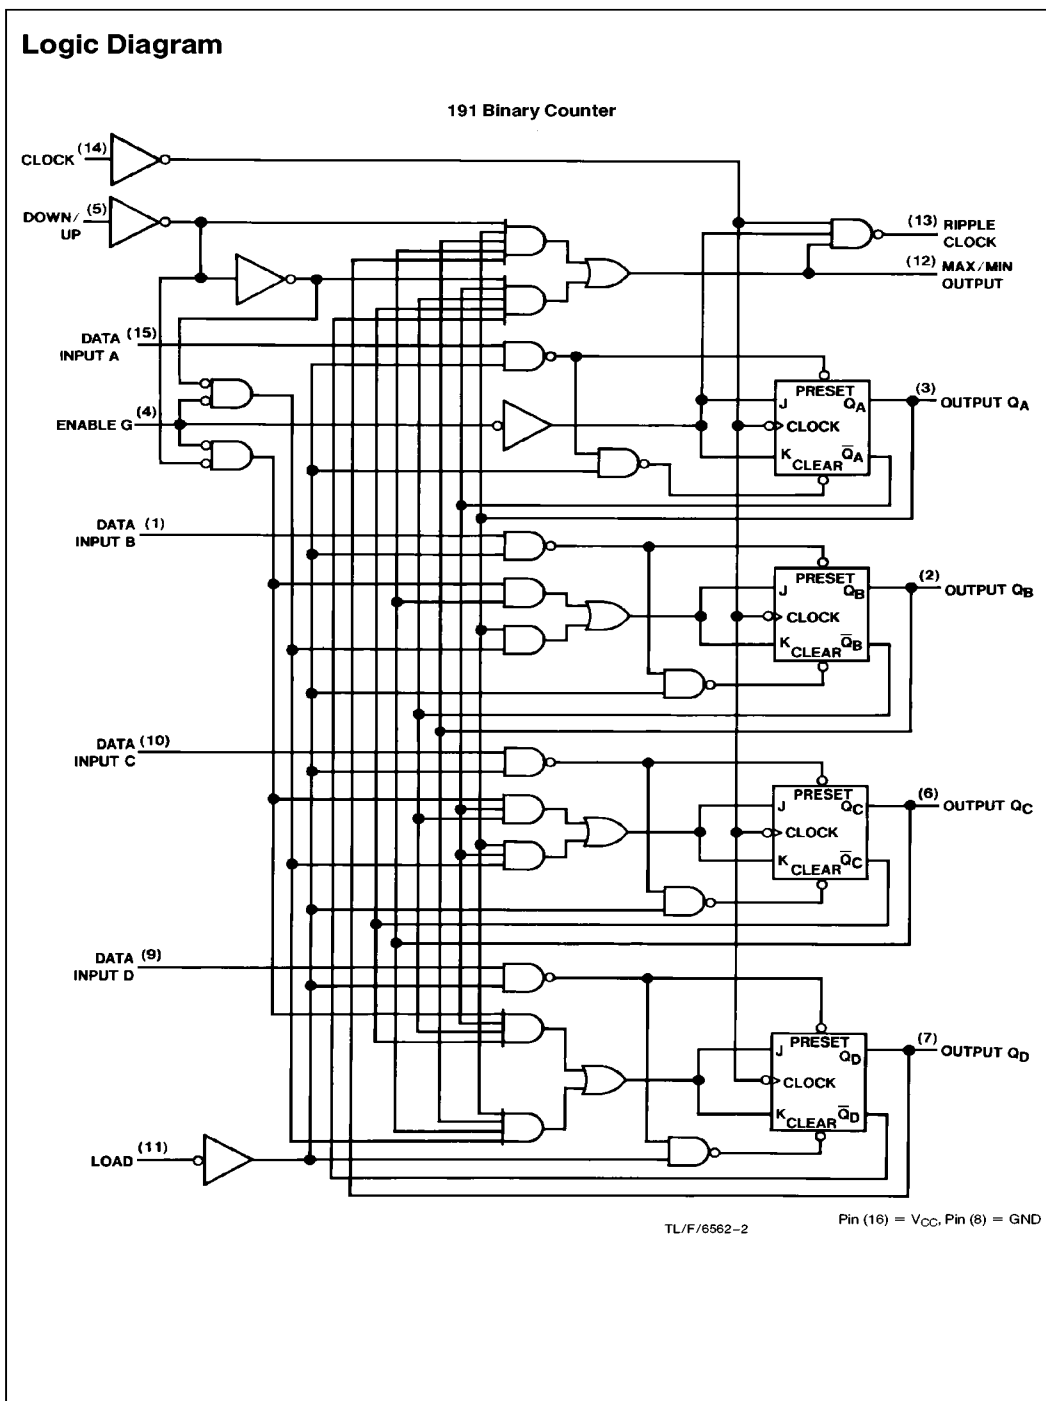 Logic Diagram
191 Binary Counter
CLOCK (14)
DOWN/ (5)
UP
(13) RIPPLE
CLOCK
(12) MAX/MIN
OUTPUT
DATA (15)
INPUT A
PRESET
J QA (3) OUTPUT QA
ENABLE G (4)
CLOCK
K Q̅A
CLEAR
DATA (1)
INPUT B
PRESET
J QB (2) OUTPUT QB
CLOCK
K Q̅B
CLEAR
DATA (10)
INPUT C
PRESET
J QC (6) OUTPUT QC
CLOCK
K Q̅C
CLEAR
DATA (9)
INPUT D
PRESET
J QD (7) OUTPUT QD
CLOCK
K Q̅D
CLEAR
LOAD (11)
TL/F/6562-2
Pin (16) = VCC, Pin (8) = GND